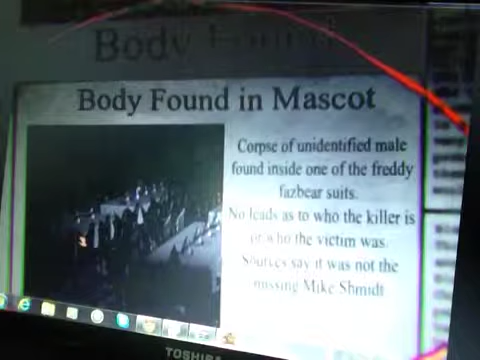 Body Found
Body Found in Mascot
Corpse of unidentified male
found inside one of the freddy
fazbear suits.
No leads as to who the killer is
or who the victim was.
Sources say it was not the
missing Mike Shmidt
TOSHIBA